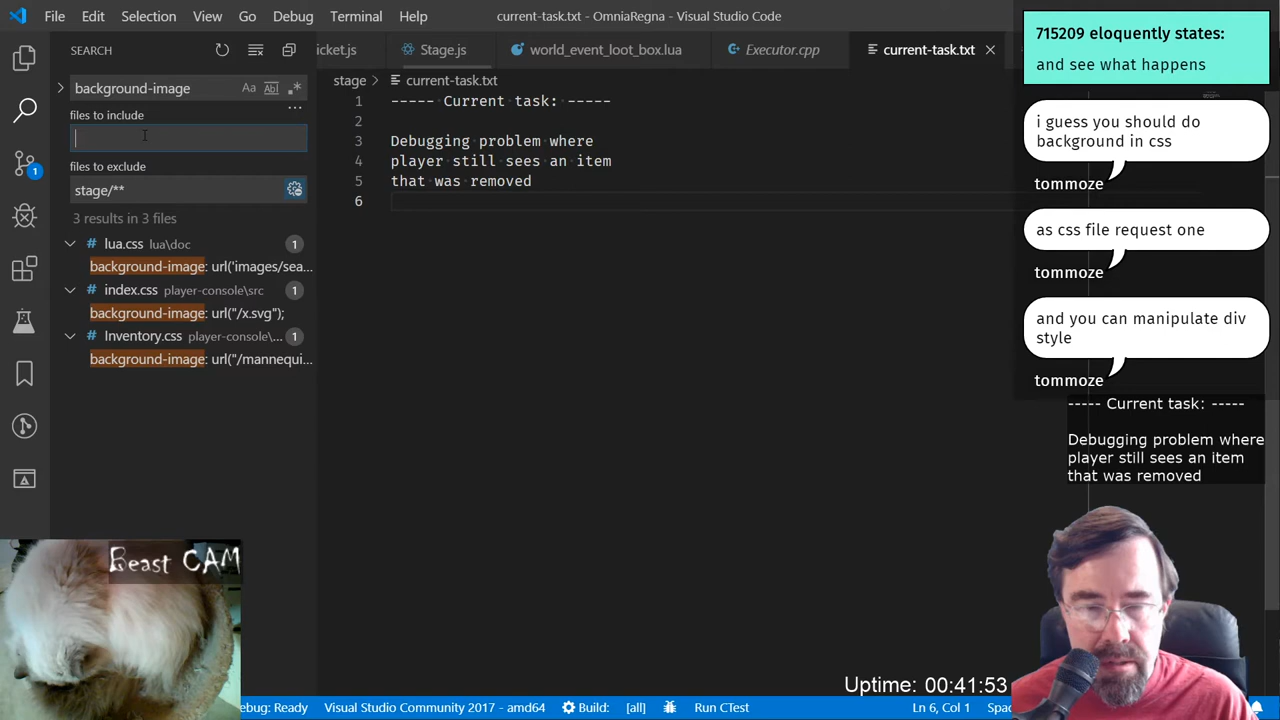 File Edit Selection View Go Debug Terminal Help
current-task.txt - OmniaRegna - Visual Studio Code
SEARCH
icket.js Stage.js world_event_loot_box.lua Executor.cpp current-task.txt
background-image
files to include
files to exclude
stage/**
3 results in 3 files
lua.css lua\doc 1
background-image: url('images/sea...
index.css player-console\src 1
background-image: url("/x.svg");
Inventory.css player-console\... 1
background-image: url("/mannequi...
stage > current-task.txt
1 ----- Current task: -----
2
3 Debugging problem where
4 player still sees an item
5 that was removed
6
715209 eloquently states:
and see what happens
i guess you should do
background in css
tommoze
as css file request one
tommoze
and you can manipulate div
style
tommoze
----- Current task: -----
Debugging problem where
player still sees an item
that was removed
Beast CAM
Uptime: 00:41:53
ebug: Ready Visual Studio Community 2017 - amd64 Build: [all] Run CTest Ln 6, Col 1 Spac